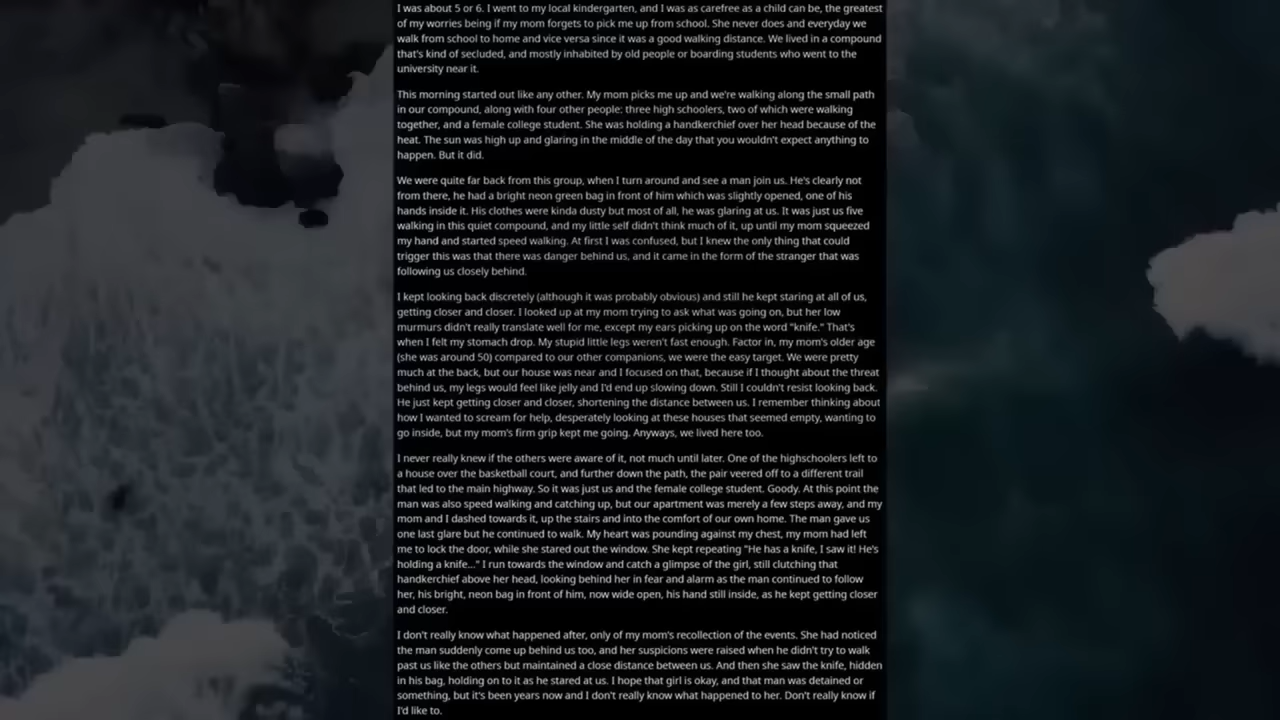 I was about 5 or 6. I went to my local kindergarten, and I was as carefree as a child can be, the greatest
of my worries being if my mom forgets to pick me up from school. She never does and everyday we
walk from school to home and vice versa since it was a good walking distance. We lived in a compound
that's kind of secluded, and mostly inhabited by old people or boarding students who went to the
university near it.
This morning started out like any other. My mom picks me up and we're walking along the small path
in our compound, along with four other people: three high schoolers, two of which were walking
together, and a female college student. She was holding a handkerchief over her head because of the
heat. The sun was high up and glaring in the middle of the day that you wouldn't expect anything to
happen. But it did.
We were quite far back from this group, when I turn around and see a man join us. He's clearly not
from there, he had a bright neon green bag in front of him which was slightly opened, one of his
hands inside it. His clothes were kinda dusty but most of all, he was glaring at us. It was just us five
walking in this quiet compound, and my little self didn't think much of it, up until my mom squeezed
my hand and started speed walking. At first I was confused, but I knew the only thing that could
trigger this was that there was danger behind us, and it came in the form of the stranger that was
following us closely behind.
I kept looking back discretely (although it was probably obvious) and still he kept staring at all of us,
getting closer and closer. I looked up at my mom trying to ask what was going on, but her low
murmurs didn't really translate well for me, except my ears picking up on the word "knife." That's
when I felt my stomach drop. My stupid little legs weren't fast enough. Factor in, my mom's older age
(she was around 50) compared to our other companions, we were the easy target. We were pretty
much at the back, but our house was near and I focused on that, because if I thought about the threat
behind us, my legs would feel like jelly and I'd end up slowing down. Still I couldn't resist looking back.
He just kept getting closer and closer, shortening the distance between us. I remember thinking about
how I wanted to scream for help, desperately looking at these houses that seemed empty, wanting to
go inside, but my mom's firm grip kept me going. Anyways, we lived here too.
I never really knew if the others were aware of it, not much until later. One of the highschoolers left to
a house over the basketball court, and further down the path, the pair veered off to a different trail
that led to the main highway. So it was just us and the female college student. Goody. At this point the
man was also speed walking and catching up, but our apartment was merely a few steps away, and my
mom and I dashed towards it, up the stairs and into the comfort of our own home. The man gave us
one last glare but he continued to walk. My heart was pounding against my chest, my mom had left
me to lock the door, while she stared out the window. She kept repeating "He has a knife, I saw it! He's
holding a knife..." I run towards the window and catch a glimpse of the girl, still clutching that
handkerchief above her head, looking behind her in fear and alarm as the man continued to follow
her, his bright, neon bag in front of him, now wide open, his hand still inside, as he kept getting closer
and closer.
I don't really know what happened after, only of my mom's recollection of the events. She had noticed
the man suddenly come up behind us too, and her suspicions were raised when he didn't try to walk
past us like the others but maintained a close distance between us. And then she saw the knife, hidden
in his bag, holding on to it as he stared at us. I hope that girl is okay, and that man was detained or
something, but it's been years now and I don't really know what happened to her. Don't really know if
I'd like to.